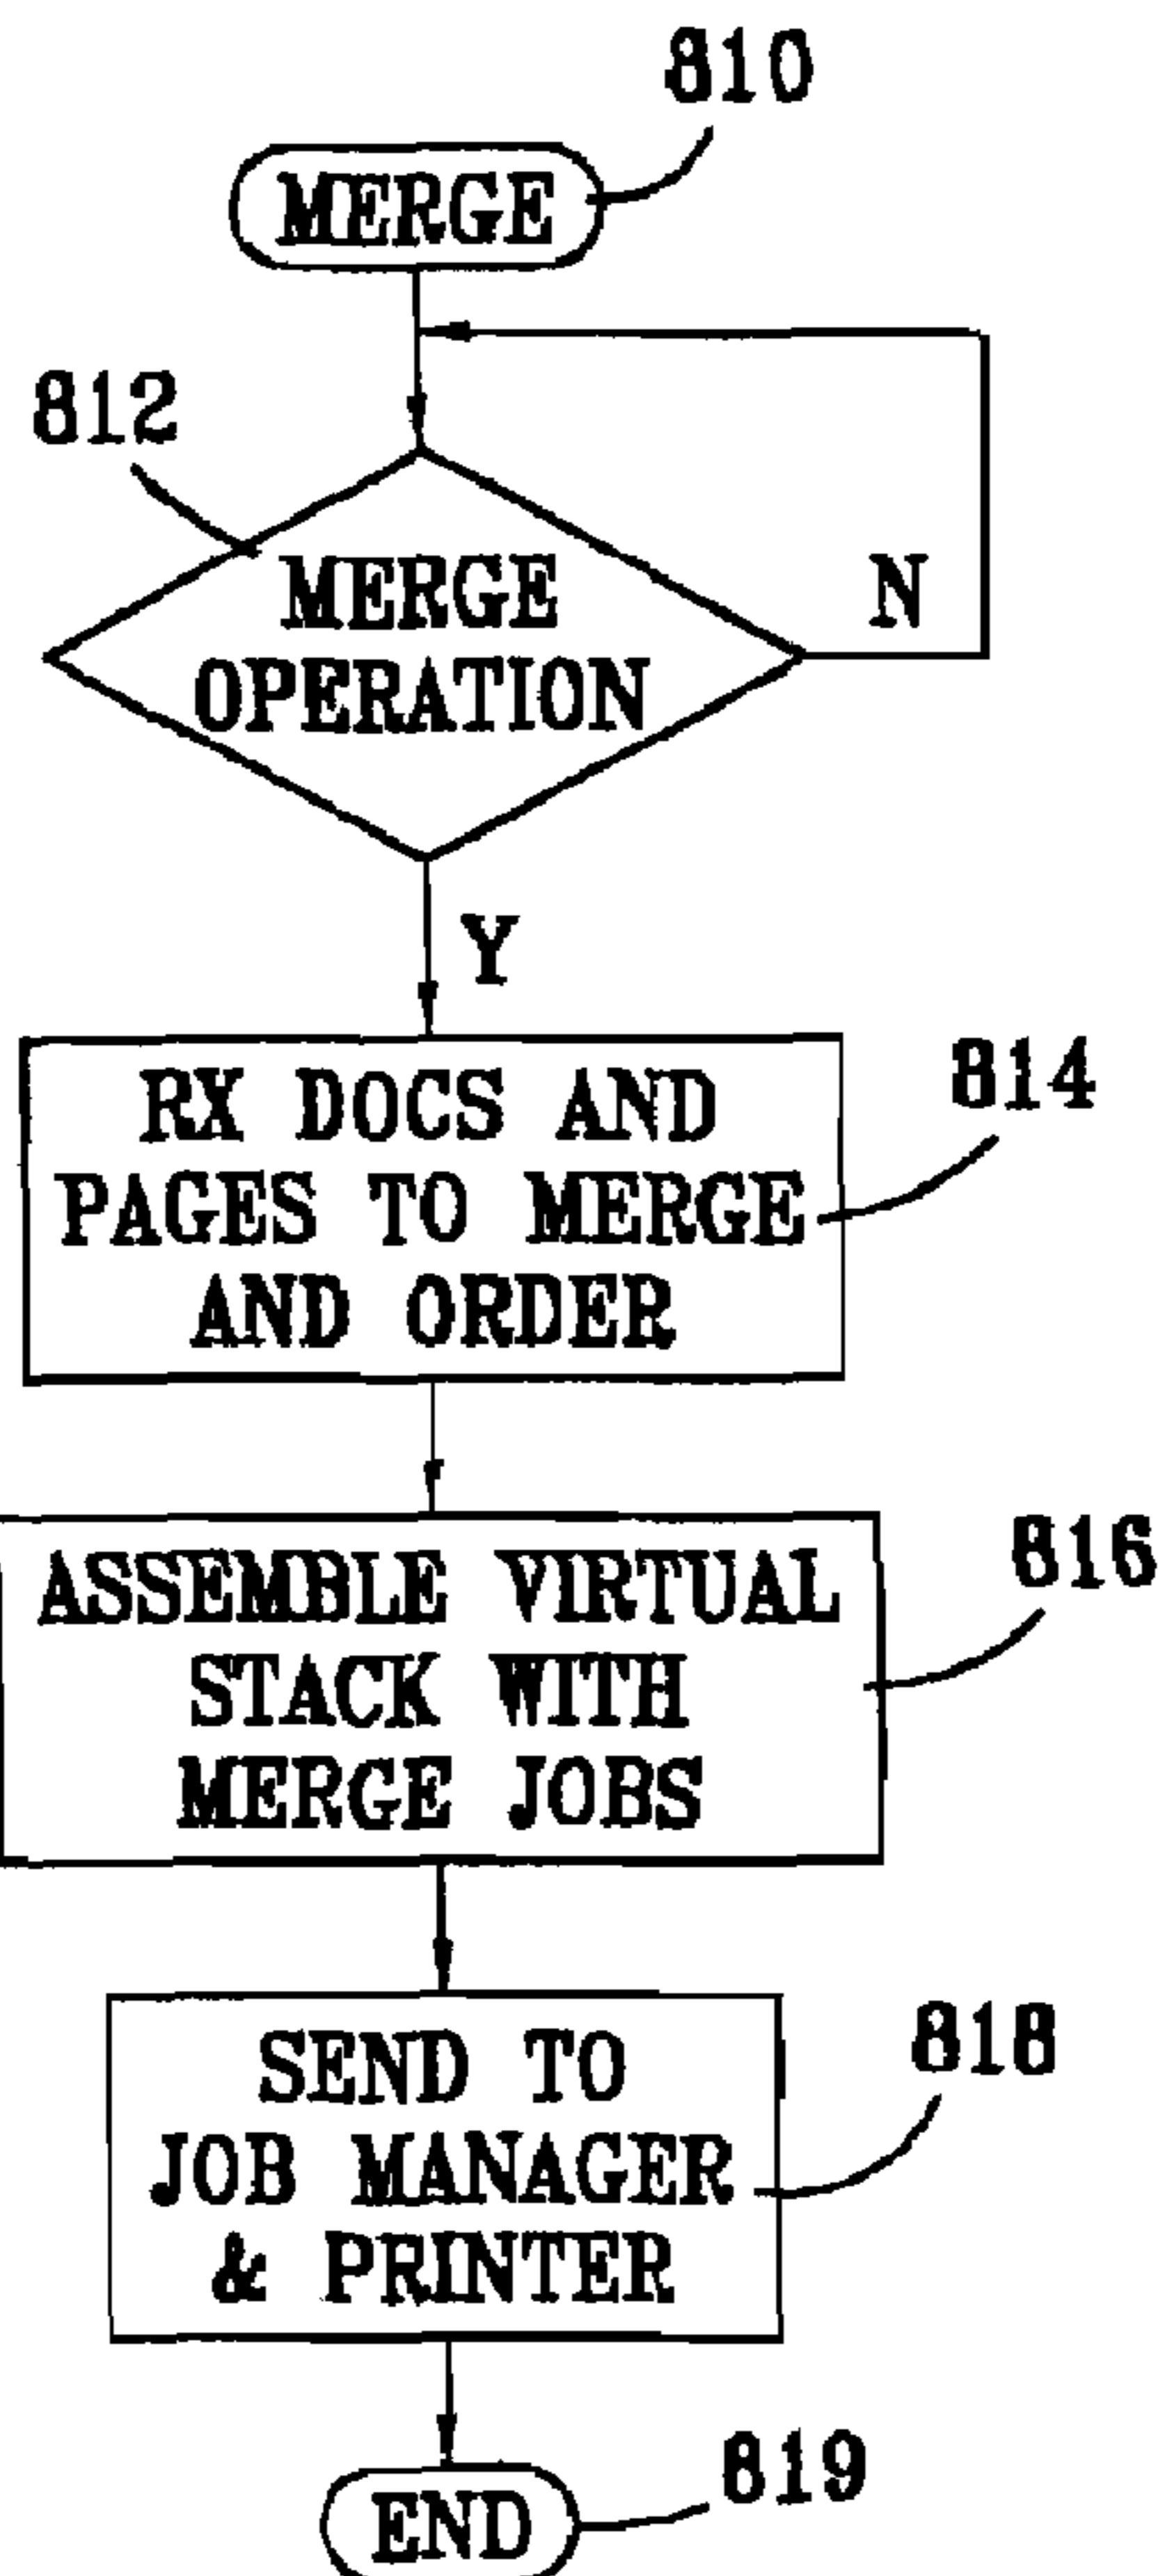 810
MERGE
812
MERGE
OPERATION
N
Y
RX DOCS AND
PAGES TO MERGE
AND ORDER
814
ASSEMBLE VIRTUAL
STACK WITH
MERGE JOBS
816
SEND TO
JOB MANAGER
& PRINTER
818
END
819